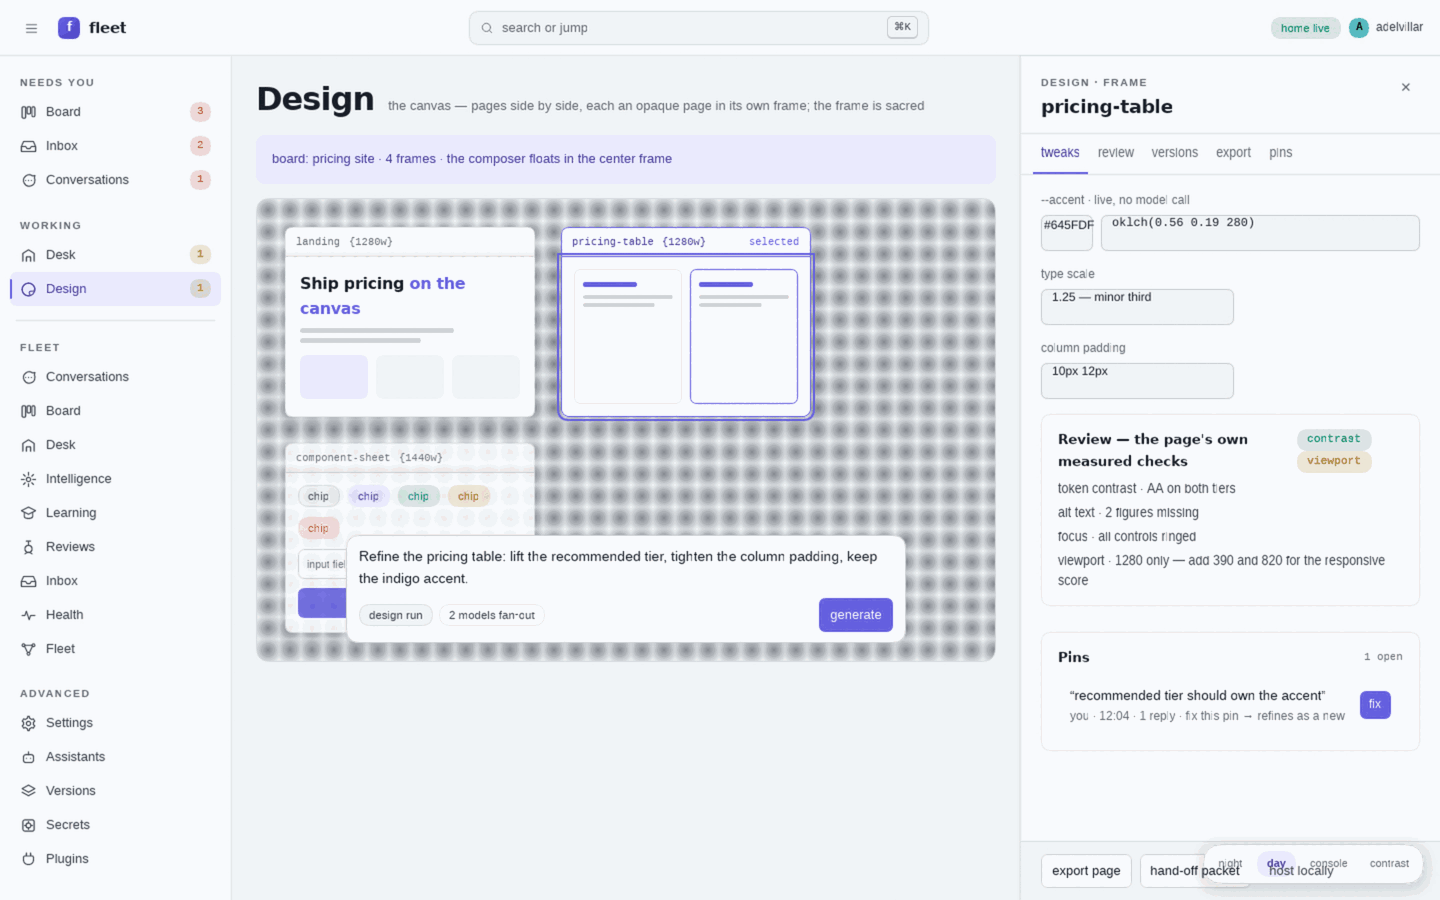 f fleet
search or jump ⌘K
home live A adelvillar
NEEDS YOU
Board 3
Inbox 2
Conversations 1
WORKING
Desk 1
Design 1
FLEET
Conversations
Board
Desk
Intelligence
Learning
Reviews
Inbox
Health
Fleet
ADVANCED
Settings
Assistants
Versions
Secrets
Plugins
Design the canvas — pages side by side, each an opaque page in its own frame; the frame is sacred
board: pricing site · 4 frames · the composer floats in the center frame
landing {1280w}
Ship pricing on the
canvas
pricing-table {1280w} selected
component-sheet {1440w}
chip chip chip chip
chip
input fiel
Refine the pricing table: lift the recommended tier, tighten the column padding, keep
the indigo accent.
design run 2 models fan-out generate
DESIGN · FRAME
pricing-table
tweaks review versions export pins
--accent · live, no model call
#645FDF oklch(0.56 0.19 280)
type scale
1.25 — minor third
column padding
10px 12px
Review — the page's own
measured checks
contrast
viewport
token contrast · AA on both tiers
alt text · 2 figures missing
focus · all controls ringed
viewport · 1280 only — add 390 and 820 for the responsive
score
Pins 1 open
“recommended tier should own the accent”
you · 12:04 · 1 reply · fix this pin → refines as a new
fix
export page hand-off packet host locally
night day console contrast